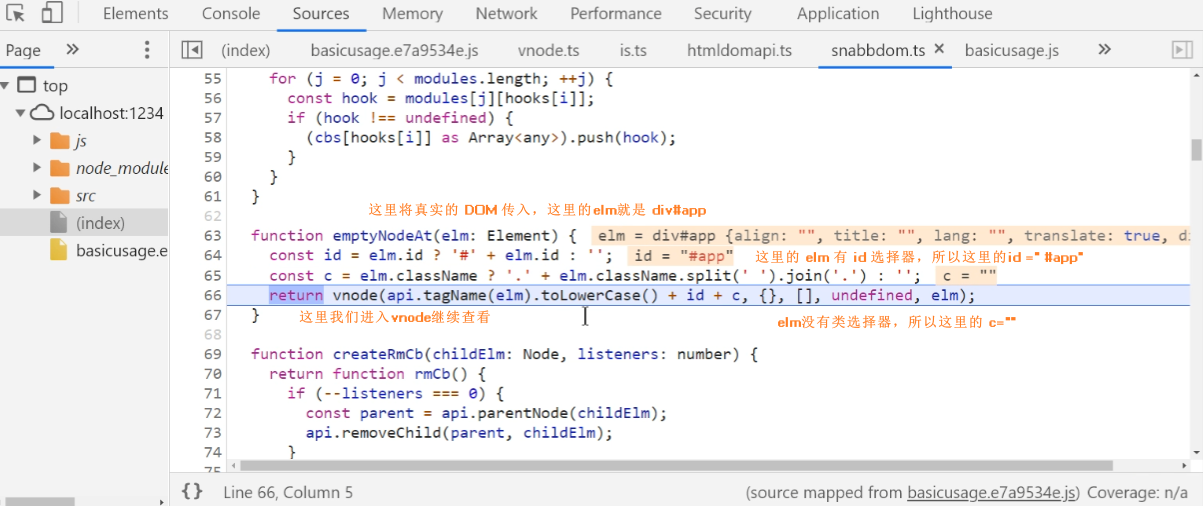 Elements Console Sources Memory Network Performance Security Application Lighthouse
Page (index) basicusage.e7a9534e.js vnode.ts is.ts htmldomapi.ts snabbdom.ts basicusage.js
top
localhost:1234
js
node_module
src
(index)
basicusage.e
55 for (j = 0; j < modules.length; ++j) {
56 const hook = modules[j][hooks[i]];
57 if (hook !== undefined) {
58 (cbs[hooks[i]] as Array<any>).push(hook);
59 }
60 }
61 }
这里将真实的 DOM 传入，这里的elm就是 div#app
62
63 function emptyNodeAt(elm: Element) { elm = div#app {align: "", title: "", lang: "", translate: true, di
64 const id = elm.id ? '#' + elm.id : ''; id = "#app" 这里的 elm 有 id 选择器，所以这里的id =" #app"
65 const c = elm.className ? '.' + elm.className.split(' ').join('.') : ''; c = ""
66 return vnode(api.tagName(elm).toLowerCase() + id + c, {}, [], undefined, elm);
67 } 这里我们进入vnode继续查看 elm没有类选择器，所以这里的 c=""
68
69 function createRmCb(childElm: Node, listeners: number) {
70 return function rmCb() {
71 if (--listeners === 0) {
72 const parent = api.parentNode(childElm);
73 api.removeChild(parent, childElm);
74 }
75
{} Line 66, Column 5 (source mapped from basicusage.e7a9534e.js) Coverage: n/a